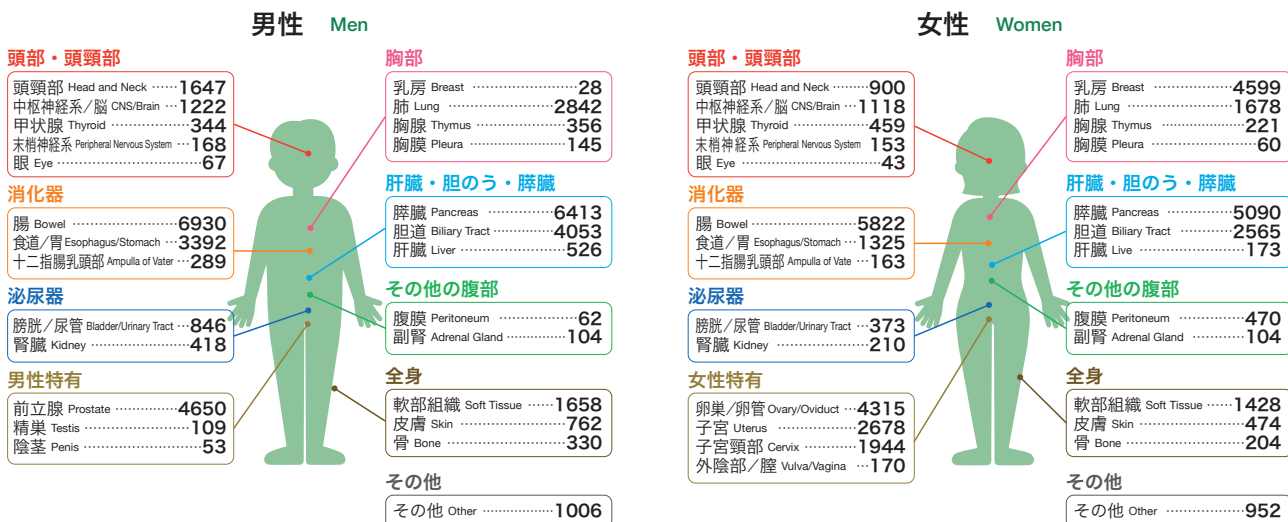 男性 Men
頭部・頭頸部
頭頸部 Head and Neck ……1647
中枢神経系/脳 CNS/Brain …1222
甲状腺 Thyroid ……………344
末梢神経系 Peripheral Nervous System …168
眼 Eye ……………………67
消化器
腸 Bowel ………………6930
食道/胃 Esophagus/Stomach …3392
十二指腸乳頭部 Ampulla of Vater …289
泌尿器
膀胱/尿管 Bladder/Urinary Tract …846
腎臓 Kidney ………………418
男性特有
前立腺 Prostate …………4650
精巣 Testis ………………109
陰茎 Penis ………………53
胸部
乳房 Breast ………………28
肺 Lung …………………2842
胸腺 Thymus ……………356
胸膜 Pleura ………………145
肝臓・胆のう・膵臓
膵臓 Pancreas …………6413
胆道 Biliary Tract …………4053
肝臓 Liver …………………526
その他の腹部
腹膜 Peritoneum ……………62
副腎 Adrenal Gland ………104
全身
軟部組織 Soft Tissue ……1658
皮膚 Skin …………………762
骨 Bone …………………330
その他
その他 Other ……………1006
女性 Women
頭部・頭頸部
頭頸部 Head and Neck ……900
中枢神経系/脳 CNS/Brain …1118
甲状腺 Thyroid ……………459
末梢神経系 Peripheral Nervous System 153
眼 Eye ……………………43
消化器
腸 Bowel ………………5822
食道/胃 Esophagus/Stomach …1325
十二指腸乳頭部 Ampulla of Vate …163
泌尿器
膀胱/尿管 Bladder/Urinary Tract …373
腎臓 Kidney ………………210
女性特有
卵巣/卵管 Ovary/Oviduct …4315
子宮 Uterus ……………2678
子宮頸部 Cervix …………1944
外陰部/膣 Vulva/Vagina …170
胸部
乳房 Breast ……………4599
肺 Lung …………………1678
胸腺 Thymus ……………221
胸膜 Pleura ………………60
肝臓・胆のう・膵臓
膵臓 Pancreas …………5090
胆道 Biliary Tract …………2565
肝臓 Live …………………173
その他の腹部
腹膜 Peritoneum …………470
副腎 Adrenal Gland ………104
全身
軟部組織 Soft Tissue ……1428
皮膚 Skin …………………474
骨 Bone …………………204
その他
その他 Other ……………952